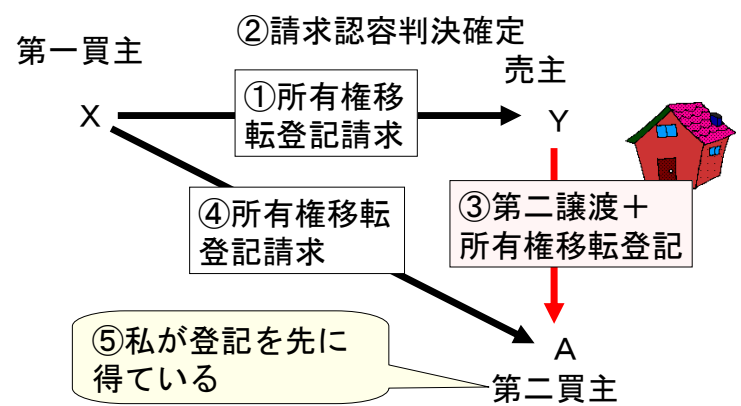 ②請求認容判決確定
第一買主
売主
①所有権移
転登記請求
X
Y
④所有権移転
登記請求
③第二譲渡+
所有権移転登記
⑤私が登記を先に
得ている
A
第二買主